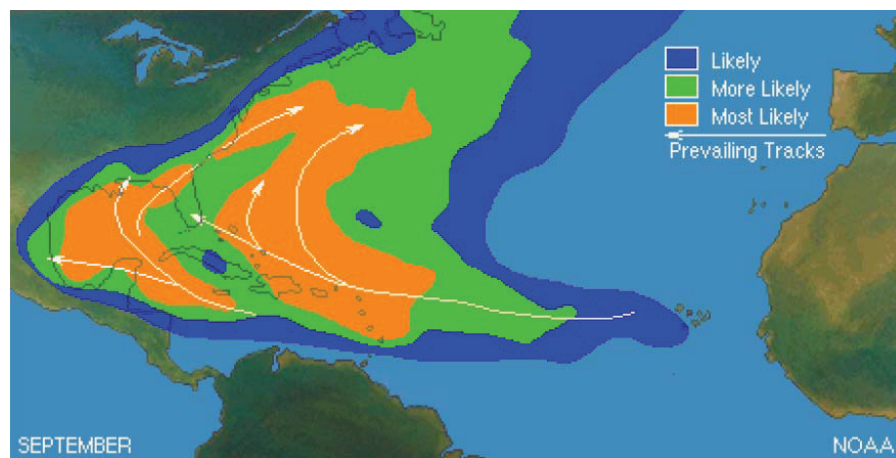 Likely
More Likely
Most Likely
Prevailing Tracks
SEPTEMBER
NOAA